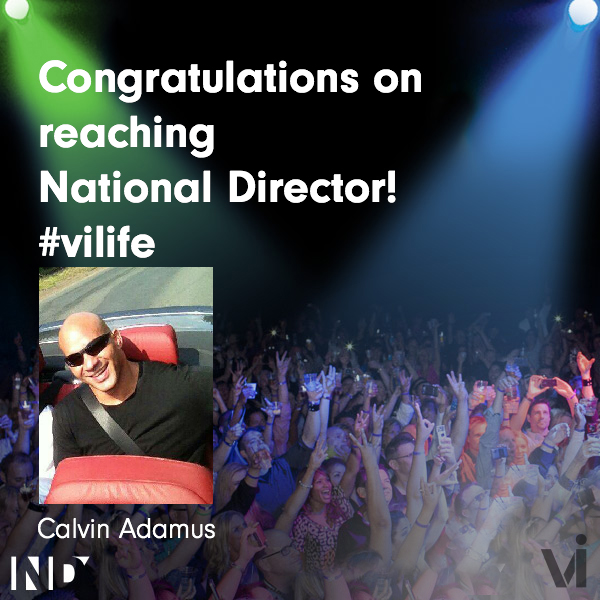 Congratulations on
reaching
National Director!
#vilife
Calvin Adamus
ND
vi